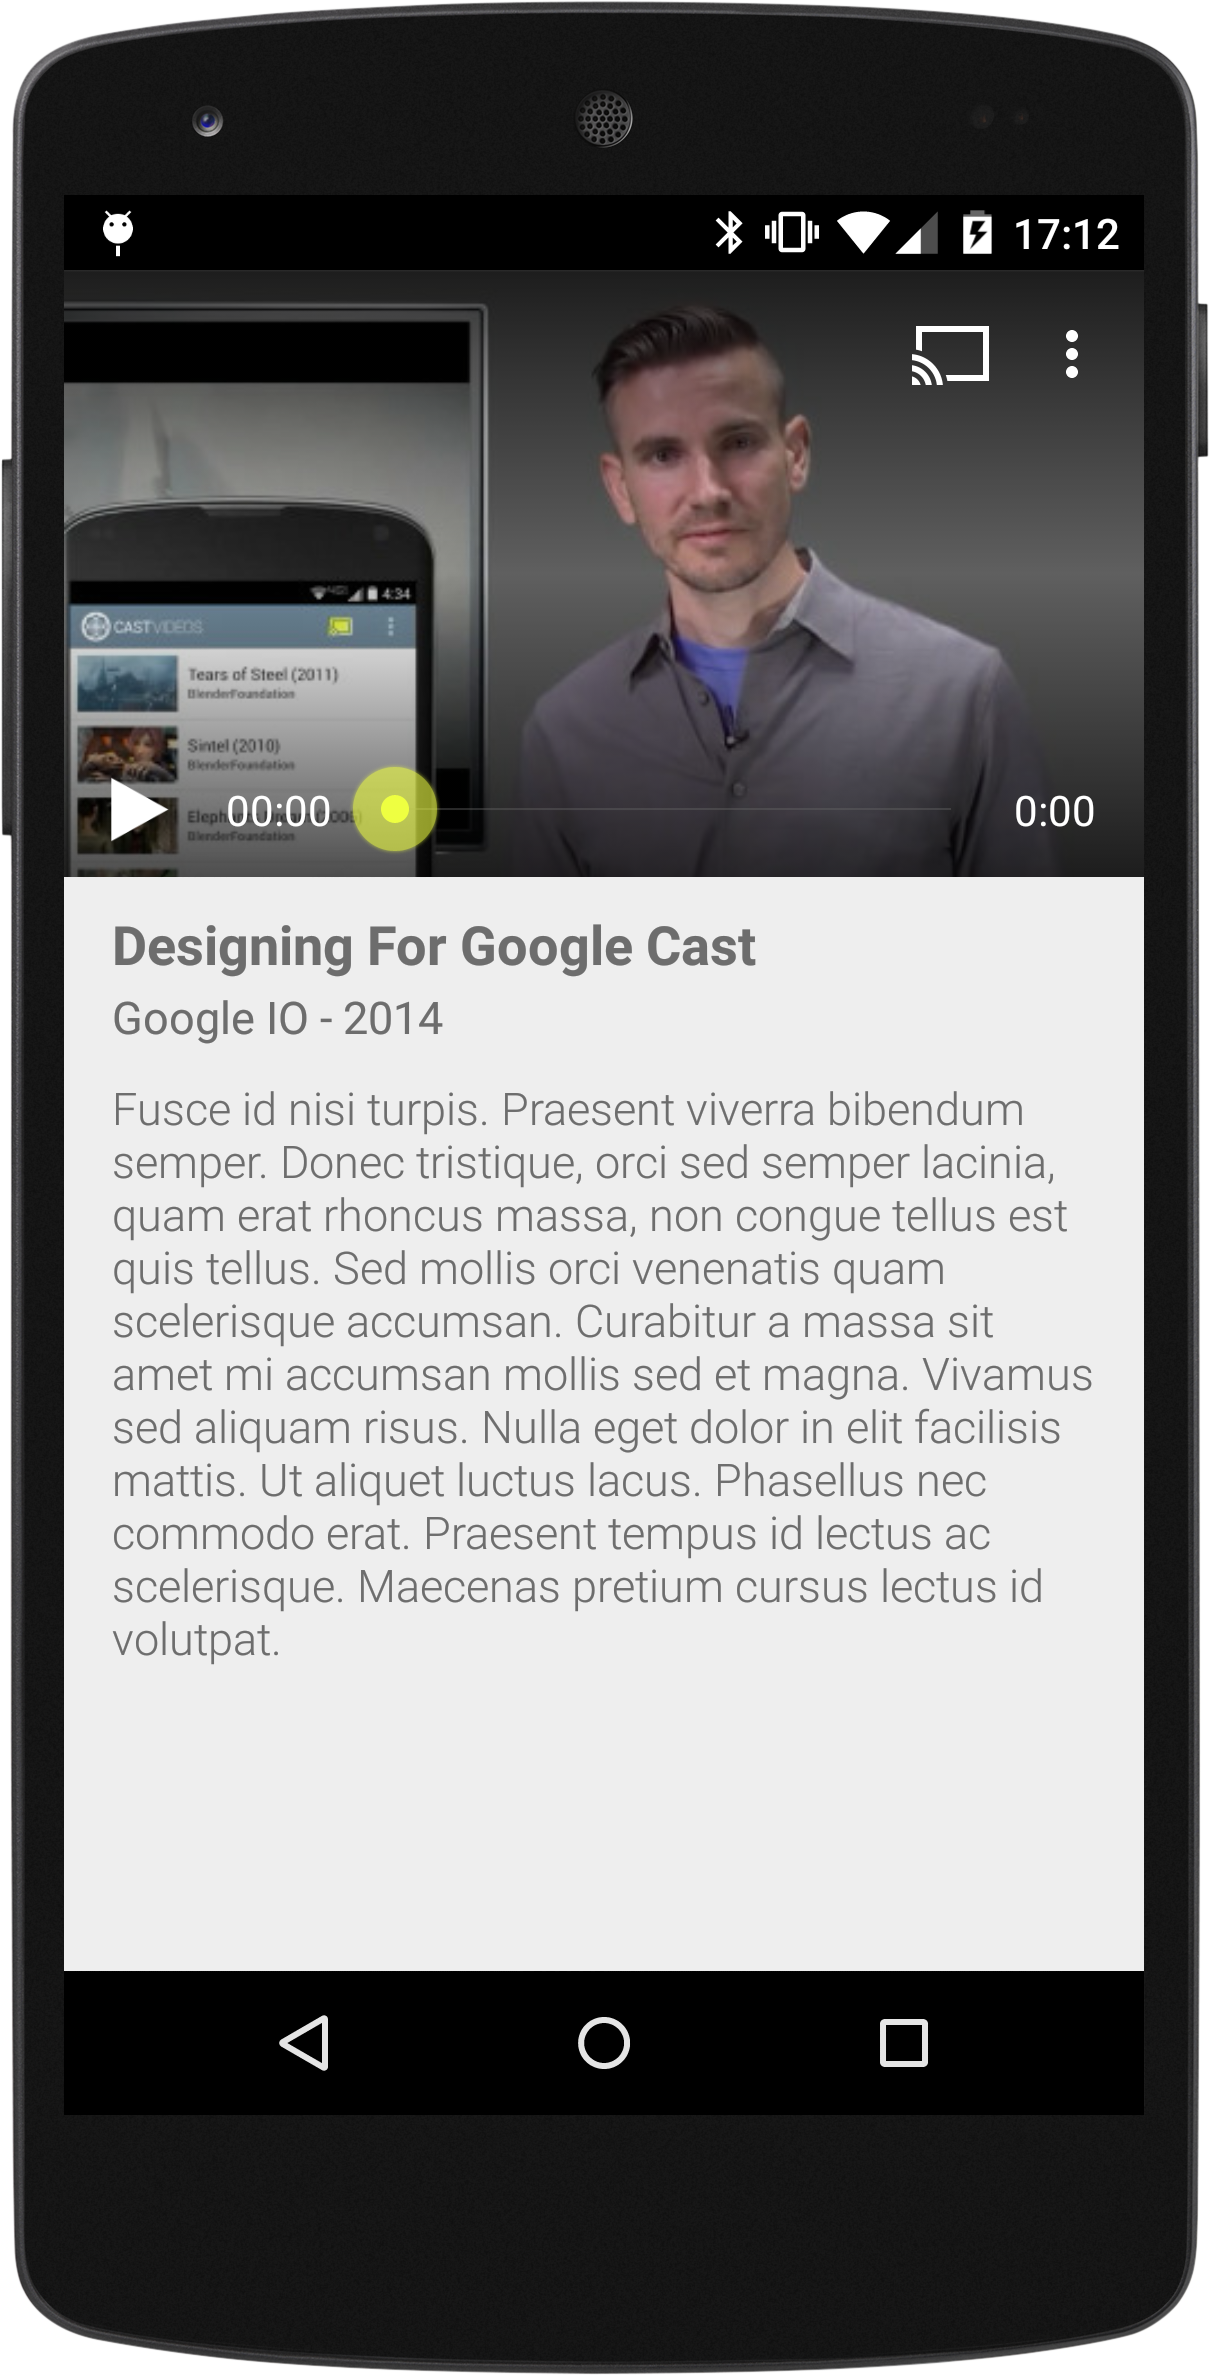 17:12
4:34
CASTVIDEOS
Tears of Steel (2011)
BlenderFoundation
Sintel (2010)
BlenderFoundation
00:00
0:00
BlenderFoundation
Designing For Google Cast
Google IO - 2014
Fusce id nisi turpis. Praesent viverra bibendum
semper. Donec tristique, orci sed semper lacinia,
quam erat rhoncus massa, non congue tellus est
quis tellus. Sed mollis orci venenatis quam
scelerisque accumsan. Curabitur a massa sit
amet mi accumsan mollis sed et magna. Vivamus
sed aliquam risus. Nulla eget dolor in elit facilisis
mattis. Ut aliquet luctus lacus. Phasellus nec
commodo erat. Praesent tempus id lectus ac
scelerisque. Maecenas pretium cursus lectus id
volutpat.